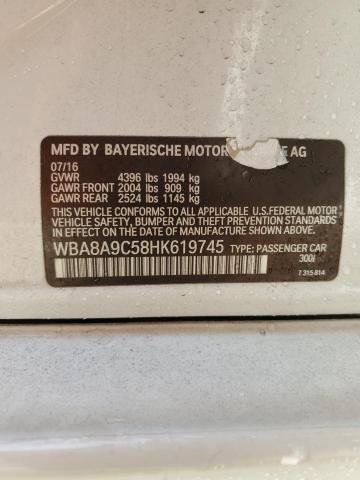 MFD BY BAYERISCHE MOTOR E AG
07/16
GVWR 4396 lbs 1994 kg
GAWR FRONT 2004 lbs 909 kg
GAWR REAR 2524 lbs 1145 kg
THIS VEHICLE CONFORMS TO ALL APPLICABLE U.S.FEDERAL MOTOR
VEHICLE SAFETY, BUMPER, AND THEFT PREVENTION STANDARDS
IN EFFECT ON THE DATE OF MANUFACTURE SHOWN ABOVE.
WBA8A9C58HK619745 TYPE: PASSENGER CAR
300i
7 315 814